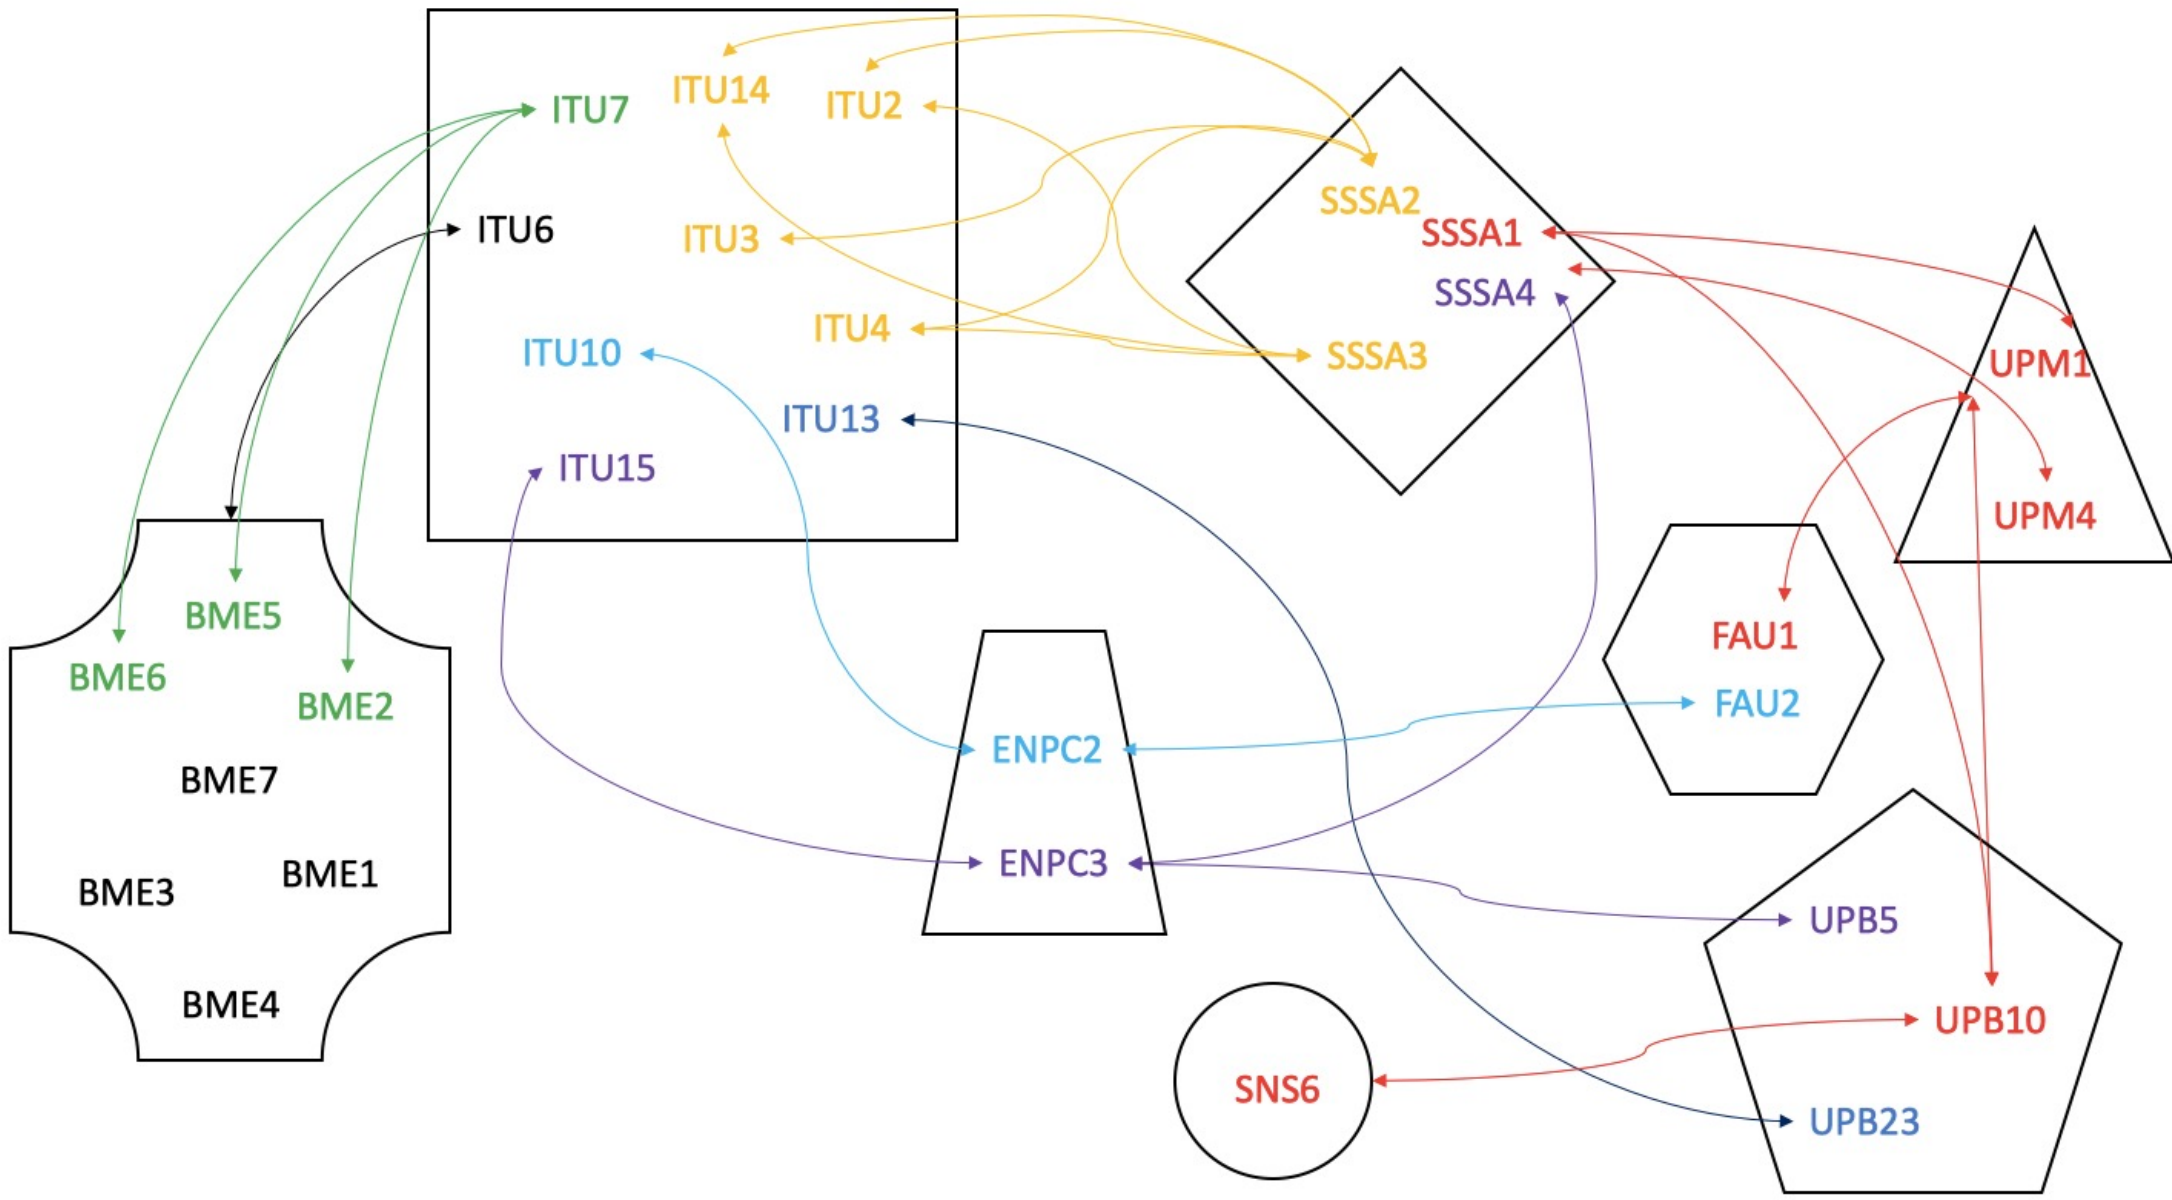 ITU7
ITU14
ITU2
ITU6
ITU3
ITU10
ITU4
ITU13
ITU15
SSSA2
SSSA1
SSSA4
SSSA3
UPM1
UPM4
FAU1
FAU2
BME5
BME6
BME2
BME7
BME1
BME3
BME4
ENPC2
ENPC3
UPB5
UPB10
UPB23
SNS6